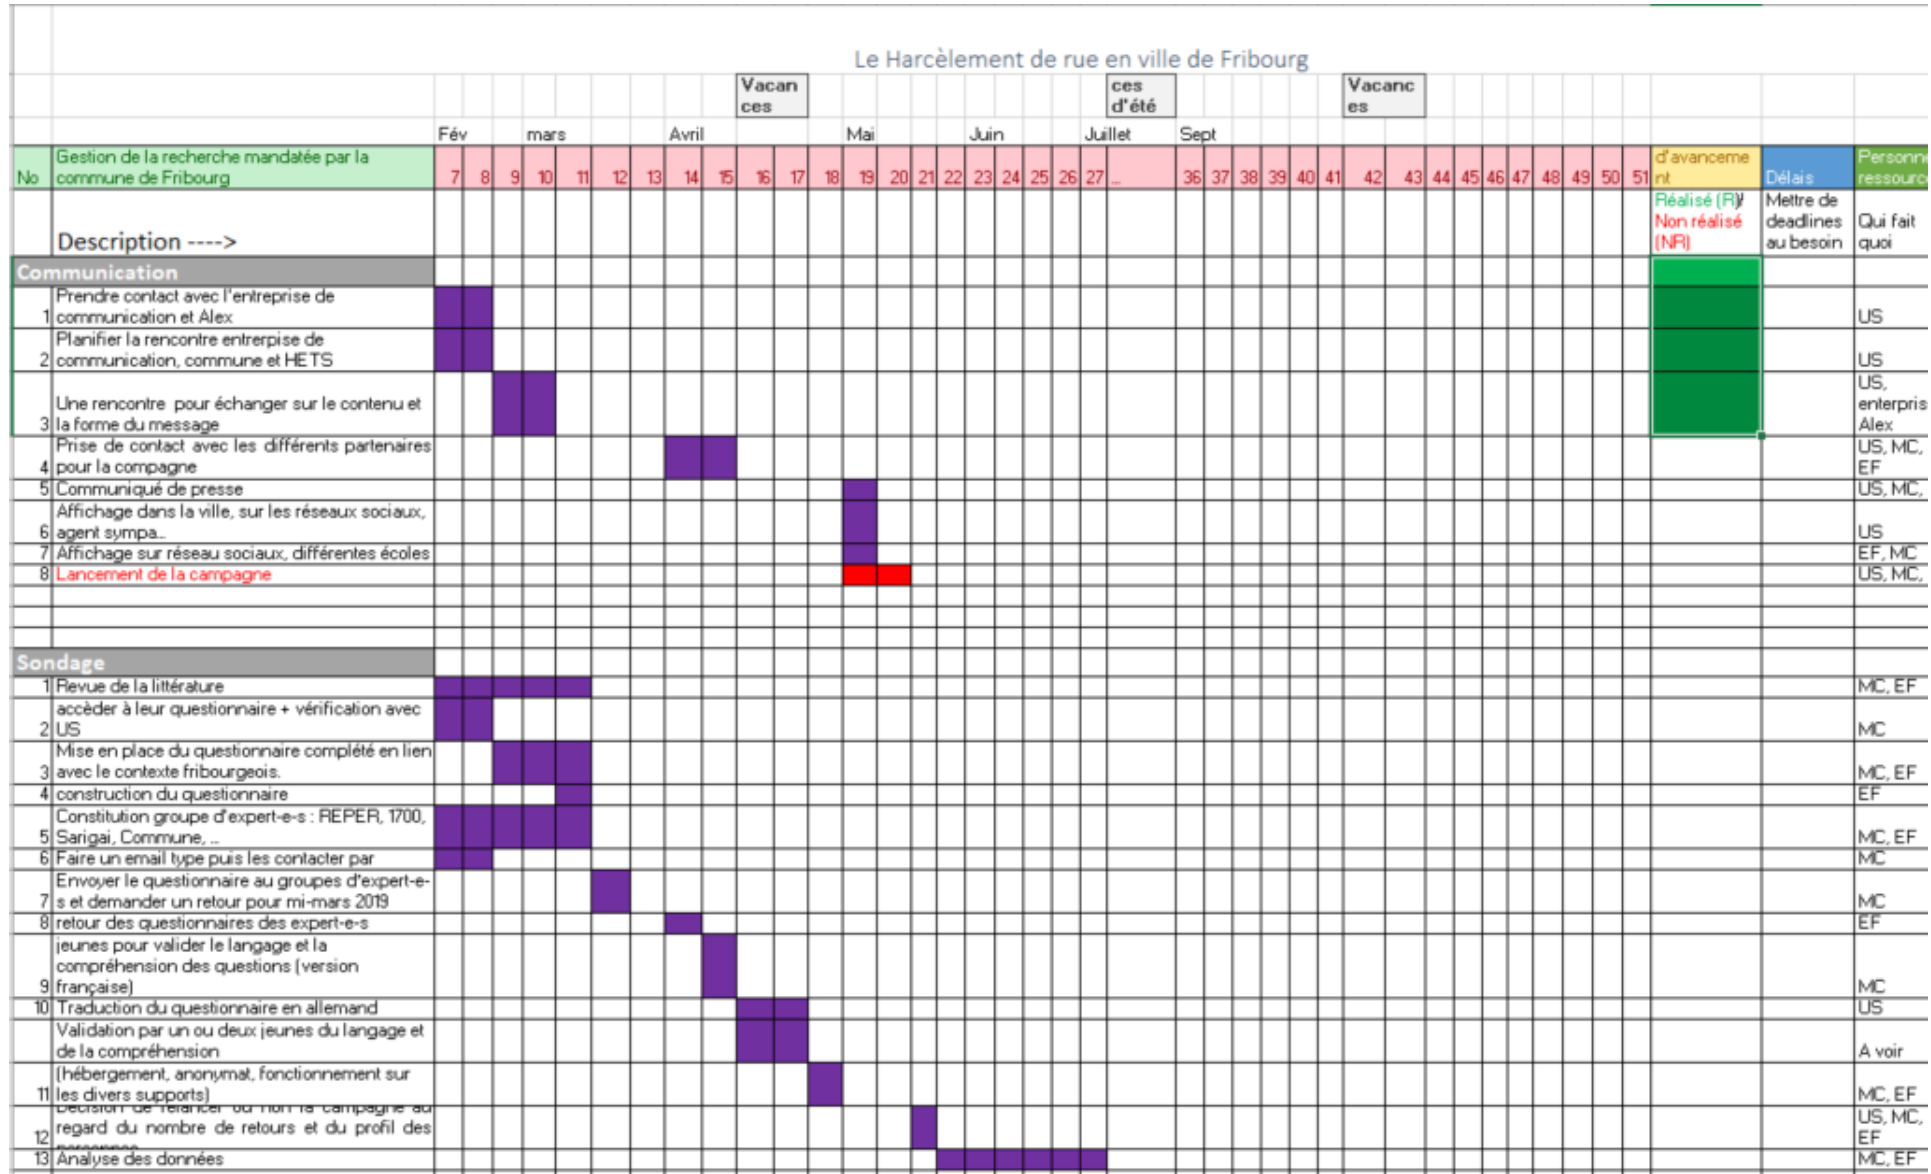 Le Harcèlement de rue en ville de Fribourg
Vacan
ces
ces
d'été
Vacanc
es
Fév mars Avril Mai Juin Juillet Sept
No
Gestion de la recherche mandatée par la
commune de Fribourg
7 8 9 10 11 12 13 14 15 16 17 18 19 20 21 22 23 24 25 26 27 ... 36 37 38 39 40 41 42 43 44 45 46 47 48 49 50 51
d'avanceme
nt
Délais
Personne
ressource
Description ---->
Réalisé (R)/
Non réalisé
(NR)
Mettre de
deadlines
au besoin
Qui fait
quoi
Communication
Prendre contact avec l'entreprise de
1 communication et Alex
US
Planifier la rencontre entrerpise de
2 communication, commune et HETS
US
Une rencontre pour échanger sur le contenu et
3 la forme du message
US,
enterpris
Alex
Prise de contact avec les différents partenaires
4 pour la compagne
US, MC,
EF
5 Communiqué de presse
US, MC,
Affichage dans la ville, sur les réseaux sociaux,
6 agent sympa...
US
7 Affichage sur réseau sociaux, différentes écoles
EF, MC
8 Lancement de la campagne
US, MC,
Sondage
1 Revue de la littérature
MC, EF
accèder à leur questionnaire + vérification avec
2 US
MC
Mise en place du questionnaire complété en lien
3 avec le contexte fribourgeois.
MC, EF
4 construction du questionnaire
EF
Constitution groupe d'expert-e-s : REPER, 1700,
5 Sarigai, Commune, ...
MC, EF
6 Faire un email type puis les contacter par
MC
Envoyer le questionnaire au groupes d'expert-e-
7 s et demander un retour pour mi-mars 2019
MC
8 retour des questionnaires des expert-e-s
EF
jeunes pour valider le langage et la
compréhension des questions (version
9 française)
MC
10 Traduction du questionnaire en allemand
US
Validation par un ou deux jeunes du langage et
de la compréhension
A voir
(hébergement, anonymat, fonctionnement sur
11 les divers supports)
MC, EF
Décision de relancer ou non la campagne au
12 regard du nombre de retours et du profil des
US, MC,
EF
13 Analyse des données
MC, EF